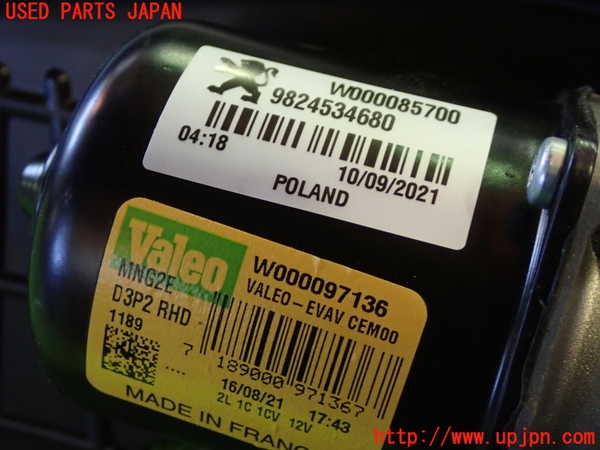 USED PARTS JAPAN
W000085700
9824534680
04:18
10/09/2021
POLAND
Valeo
W000097136
MNG2E
VALEO-EVAV CEM00
D3P2 RHD
1189
7 189000 971367
....
16/08/21 17:43
2L 1C 1CV 12V
MADE IN FRANC
http://www.upjpn.com/